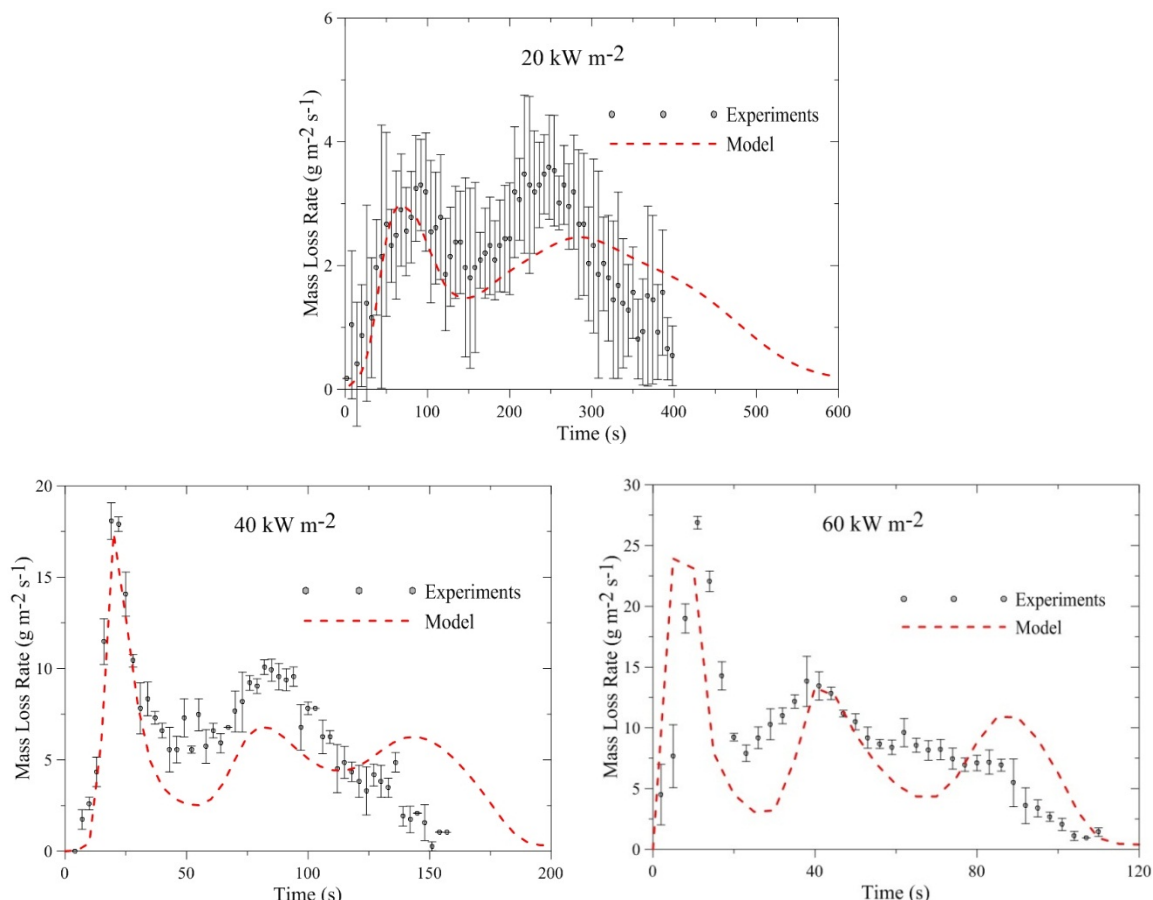 20 kW m-2
Experiments
Model
Mass Loss Rate (g m-2 s-1)
6
4
2
0
0 100 200 300 400 500 600
Time (s)
40 kW m-2
Experiments
Model
Mass Loss Rate (g m-2 s-1)
20
15
10
5
0
0 50 100 150 200
Time (s)
60 kW m-2
Experiments
Model
Mass Loss Rate (g m-2 s-1)
30
25
20
15
10
5
0
0 40 80 120
Time (s)